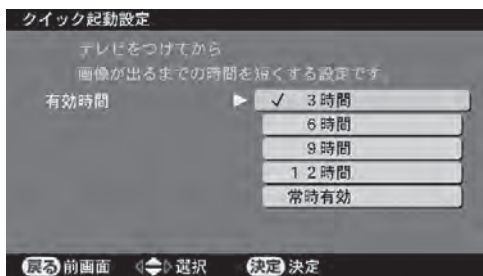 クイック起動設定
テレビをつけてから
画像が出るまでの時間を短くする設定です
有効時間 ▶ ✓ 3時間
6時間
9時間
12時間
常時有効
戻る 前画面 選択 決定 決定